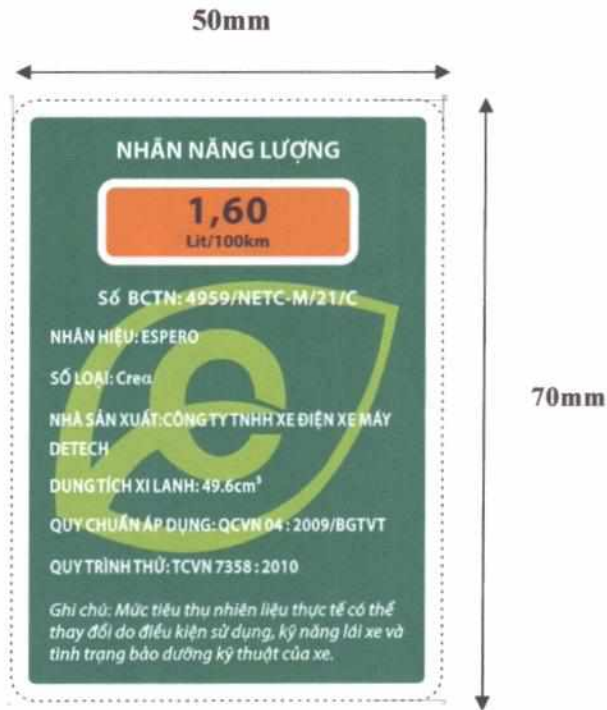 50mm
NHÃN NĂNG LƯỢNG
1,60
Lit/100km
Số BCTN: 4959/NETC-M/21/C
NHÃN HIỆU: ESPERO
SỐ LOẠI: Creα
NHÀ SẢN XUẤT:CÔNG TY TNHH XE ĐIỆN XE MÁY
DETECH
DUNG TÍCH XI LANH: 49.6cm³
QUY CHUẨN ÁP DỤNG: QCVN 04 : 2009/BGTVT
QUY TRÌNH THỬ: TCVN 7358 : 2010
Ghi chú: Mức tiêu thụ nhiên liệu thực tế có thể
thay đổi do điều kiện sử dụng, kỹ năng lái xe và
tình trạng bảo dưỡng kỹ thuật của xe.
70mm